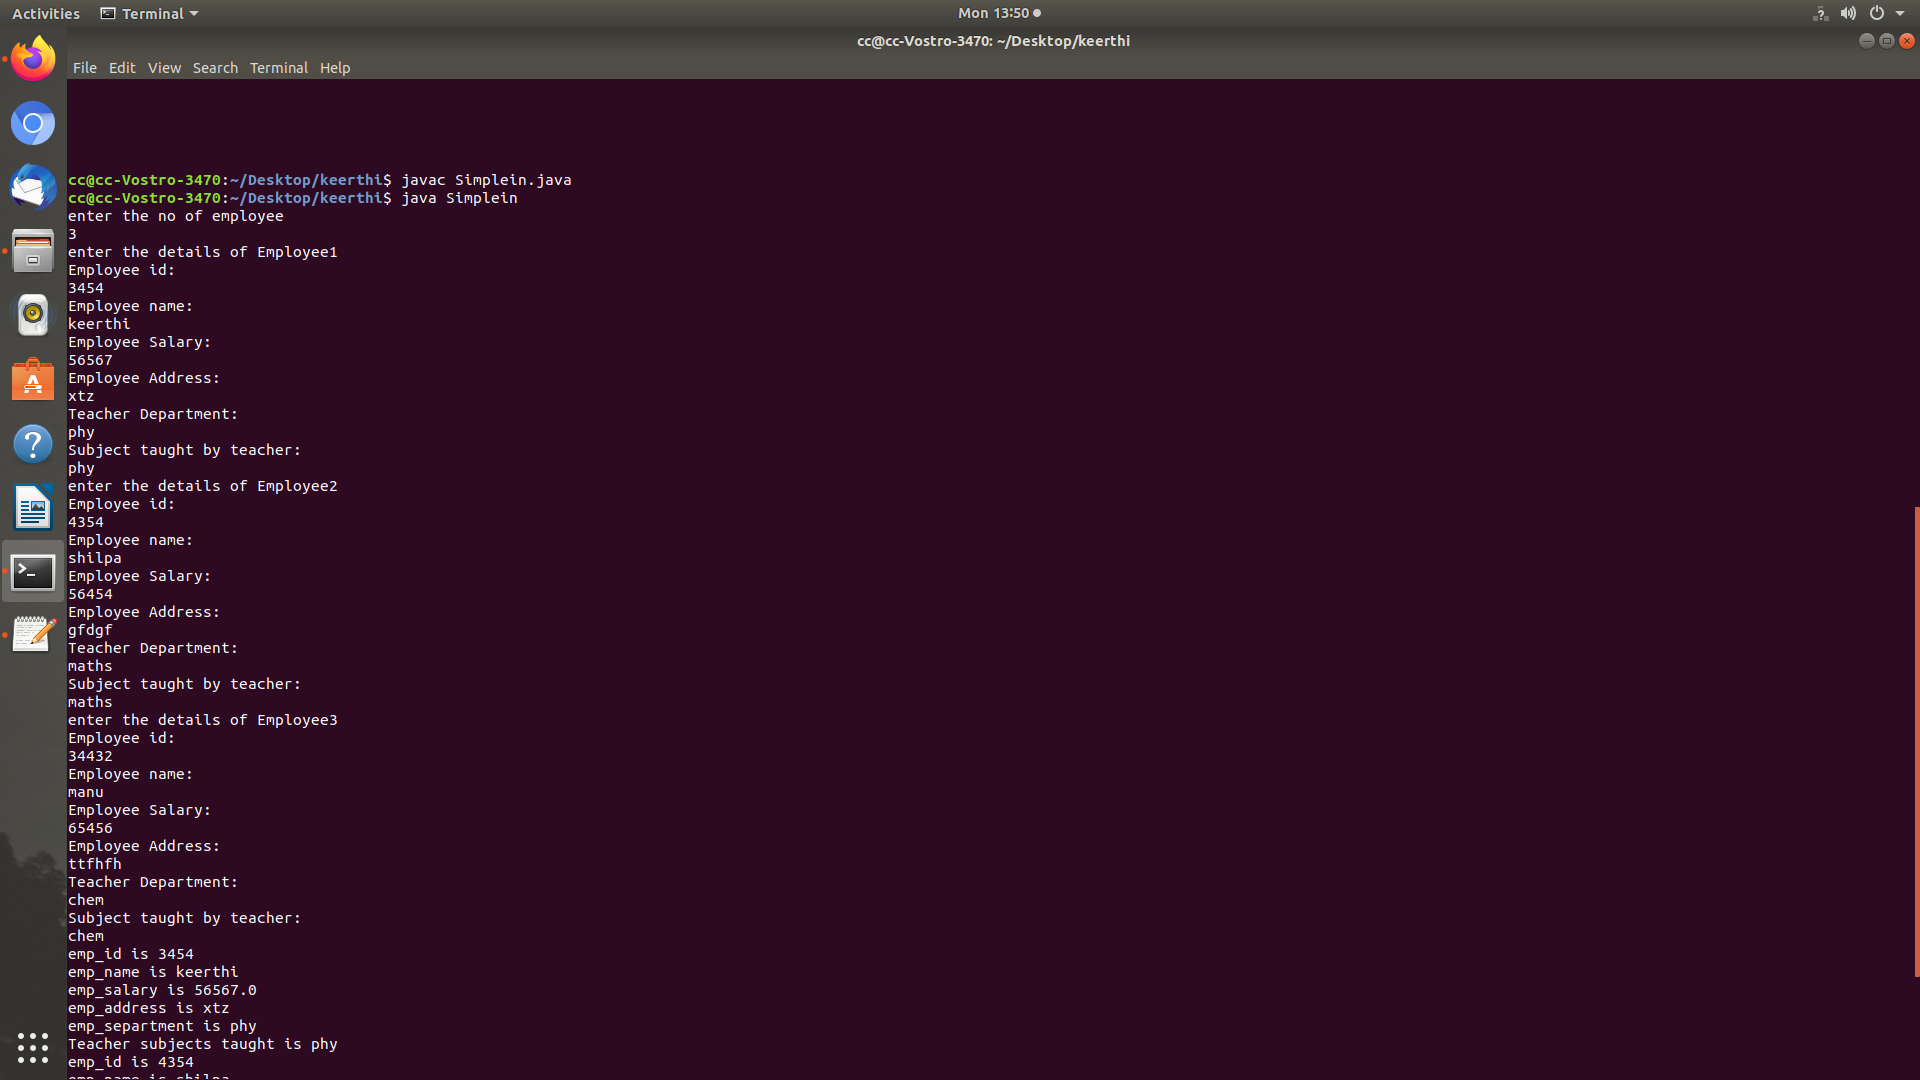 Activities Terminal Mon 13:50
cc@cc-Vostro-3470: ~/Desktop/keerthi
File Edit View Search Terminal Help
cc@cc-Vostro-3470:~/Desktop/keerthi$ javac Simplein.java
cc@cc-Vostro-3470:~/Desktop/keerthi$ java Simplein
enter the no of employee
3
enter the details of Employee1
Employee id:
3454
Employee name:
keerthi
Employee Salary:
56567
Employee Address:
xtz
Teacher Department:
phy
Subject taught by teacher:
phy
enter the details of Employee2
Employee id:
4354
Employee name:
shilpa
Employee Salary:
56454
Employee Address:
gfdgf
Teacher Department:
maths
Subject taught by teacher:
maths
enter the details of Employee3
Employee id:
34432
Employee name:
manu
Employee Salary:
65456
Employee Address:
ttfhfh
Teacher Department:
chem
Subject taught by teacher:
chem
emp_id is 3454
emp_name is keerthi
emp_salary is 56567.0
emp_address is xtz
emp_separtment is phy
Teacher subjects taught is phy
emp_id is 4354
emp_name is shilpa